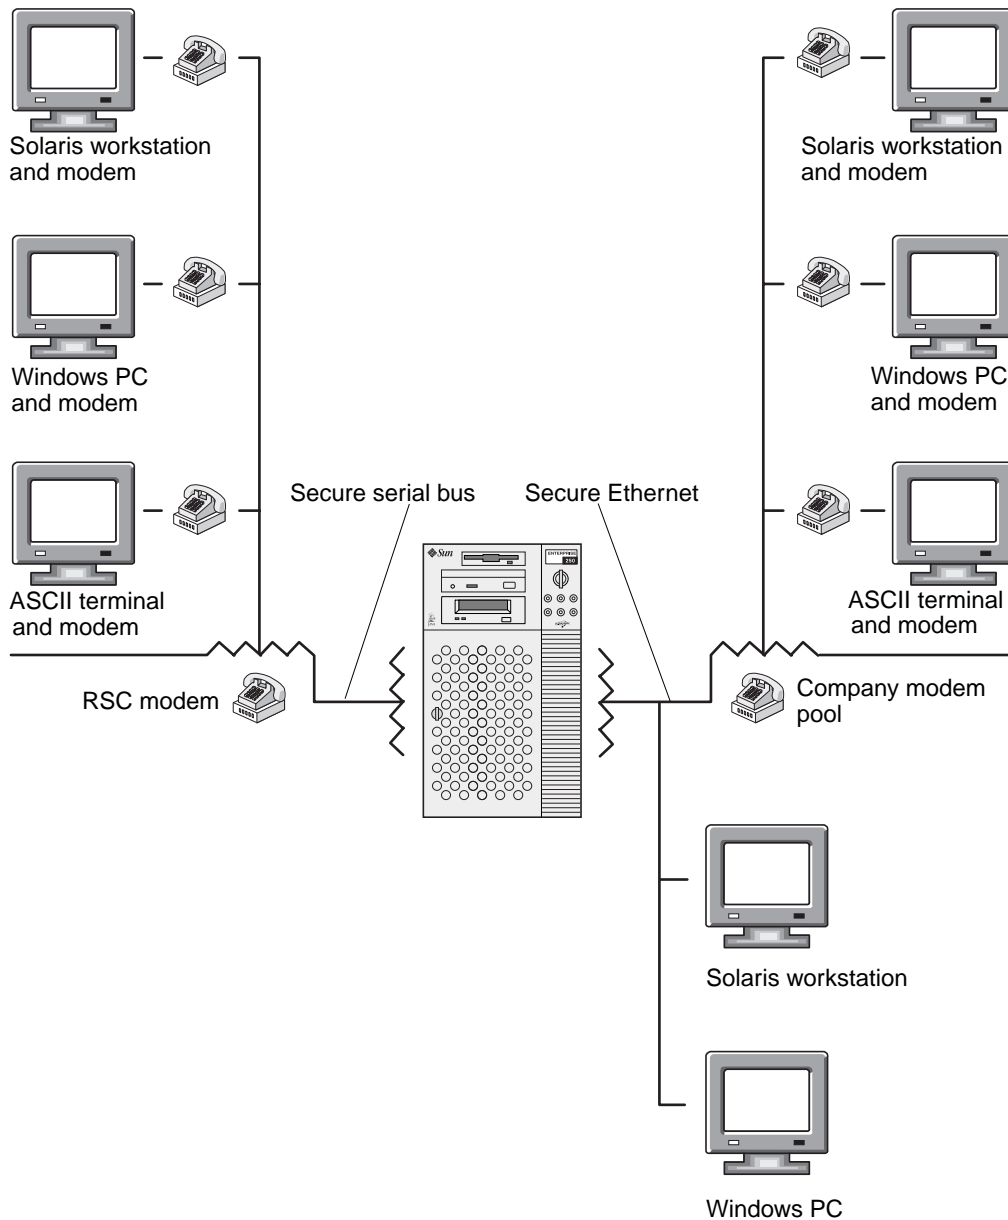 Solaris workstation
and modem
Solaris workstation
and modem
Windows PC
and modem
Windows PC
and modem
Secure serial bus
Secure Ethernet
Sun
ENTERPRISE
250
ASCII terminal
and modem
ASCII terminal
and modem
RSC modem
Company modem
pool
Solaris workstation
Windows PC